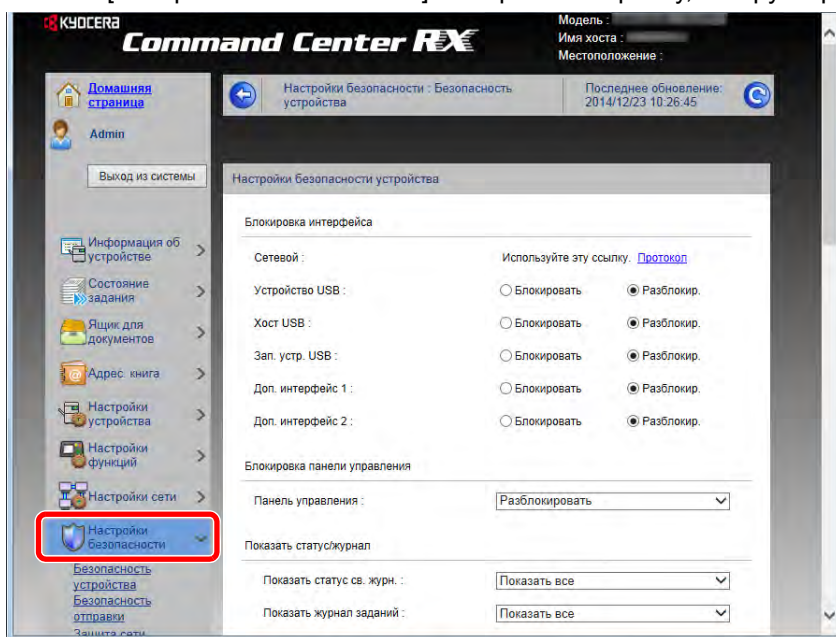 KYOCERA
Command Center RX
Модель :
Имя хоста :
Местоположение :
Домашняя
страница
Admin
Выход из системы
Информация об
устройстве
Состояние
задания
Ящик для
документов
Адрес. книга
Настройки
устройства
Настройки
функций
Настройки сети
Настройки
безопасности
Безопасность
устройства
Безопасность
отправки
Защита сети
Настройки безопасности : Безопасность
устройства
Последнее обновление:
2014/12/23 10:26:45
Настройки безопасности устройства
Блокировка интерфейса
Сетевой : Используйте эту ссылку. Протокол
Устройство USB : Блокировать Разблокир.
Хост USB : Блокировать Разблокир.
Зап. устр. USB : Блокировать Разблокир.
Доп. интерфейс 1 : Блокировать Разблокир.
Доп. интерфейс 2 : Блокировать Разблокир.
Блокировка панели управления
Панель управления : Разблокировать
Показать статус/журнал
Показать статус св. журн. : Показать все
Показать журнал заданий : Показать все